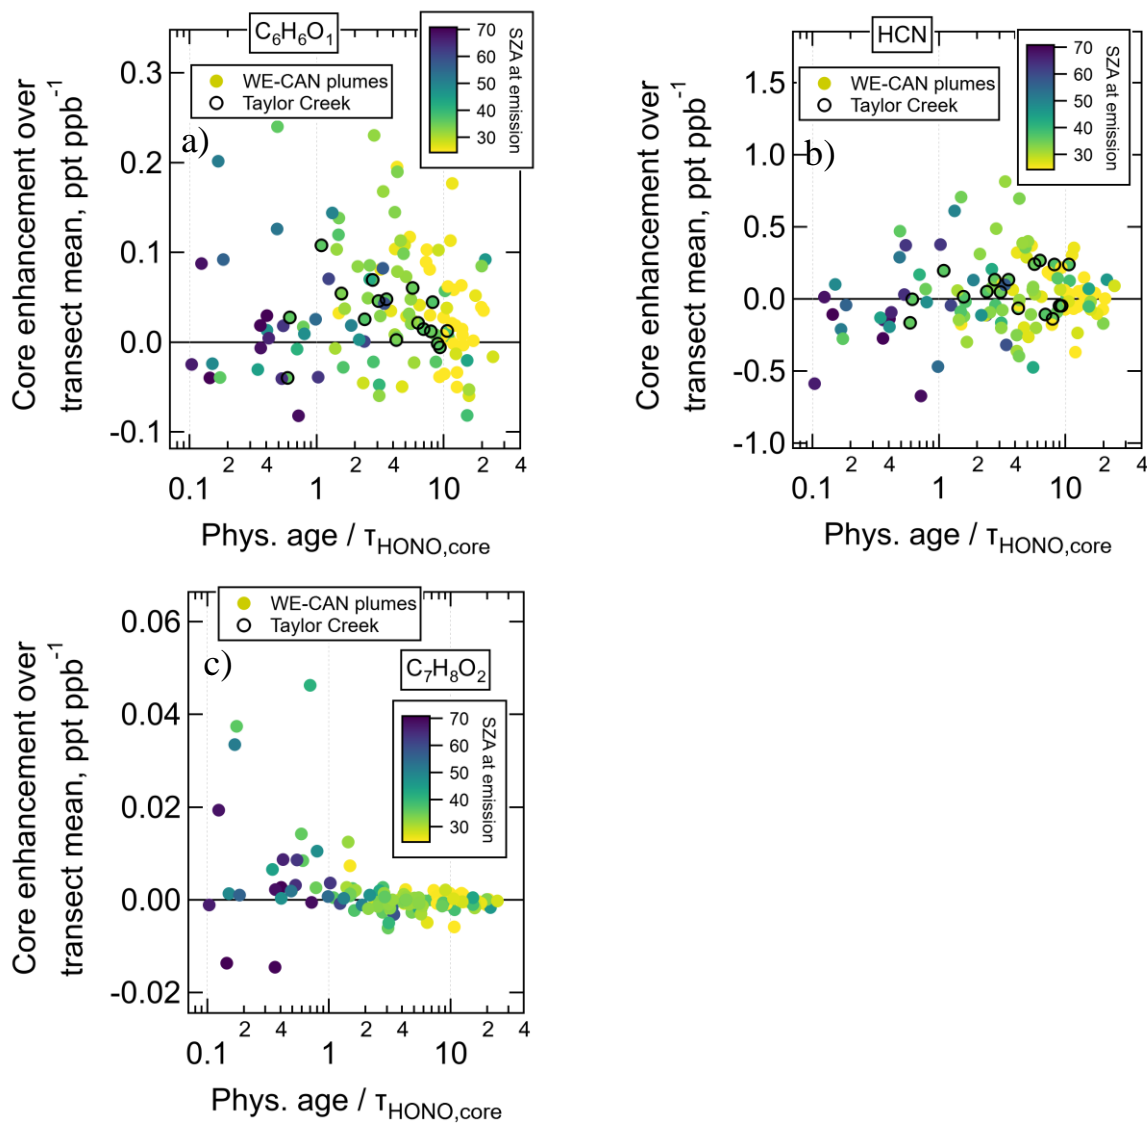 C6H6O1
WE-CAN plumes
Taylor Creek
70
60
50
40
30
SZA at emission
a)
0.3
0.2
0.1
0.0
-0.1
Core enhancement over
transect mean, ppt ppb-1
2 4 2 4 2 4
0.1 1 10
Phys. age / τHONO,core
HCN
WE-CAN plumes
Taylor Creek
70
60
50
40
30
SZA at emission
b)
1.5
1.0
0.5
0.0
-0.5
-1.0
Core enhancement over
transect mean, ppt ppb-1
2 4 2 4 2 4
0.1 1 10
Phys. age / τHONO,core
WE-CAN plumes
Taylor Creek
c)
C7H8O2
70
60
50
40
30
SZA at emission
0.06
0.04
0.02
0.00
-0.02
Core enhancement over
transect mean, ppt ppb-1
2 4 2 4 2 4
0.1 1 10
Phys. age / τHONO,core